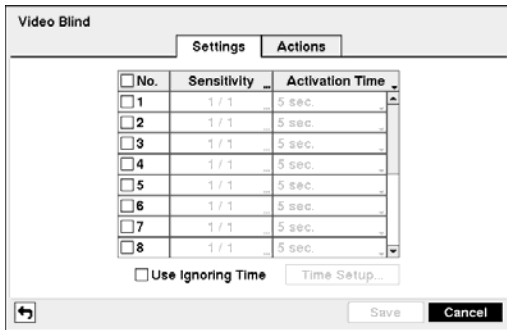 Video Blind
Settings Actions
No. Sensitivity ... Activation Time
1 1 / 1 ... 5 sec.
2 1 / 1 ... 5 sec.
3 1 / 1 ... 5 sec.
4 1 / 1 ... 5 sec.
5 1 / 1 ... 5 sec.
6 1 / 1 ... 5 sec.
7 1 / 1 ... 5 sec.
8 1 / 1 ... 5 sec.
Use Ignoring Time Time Setup...
Save Cancel